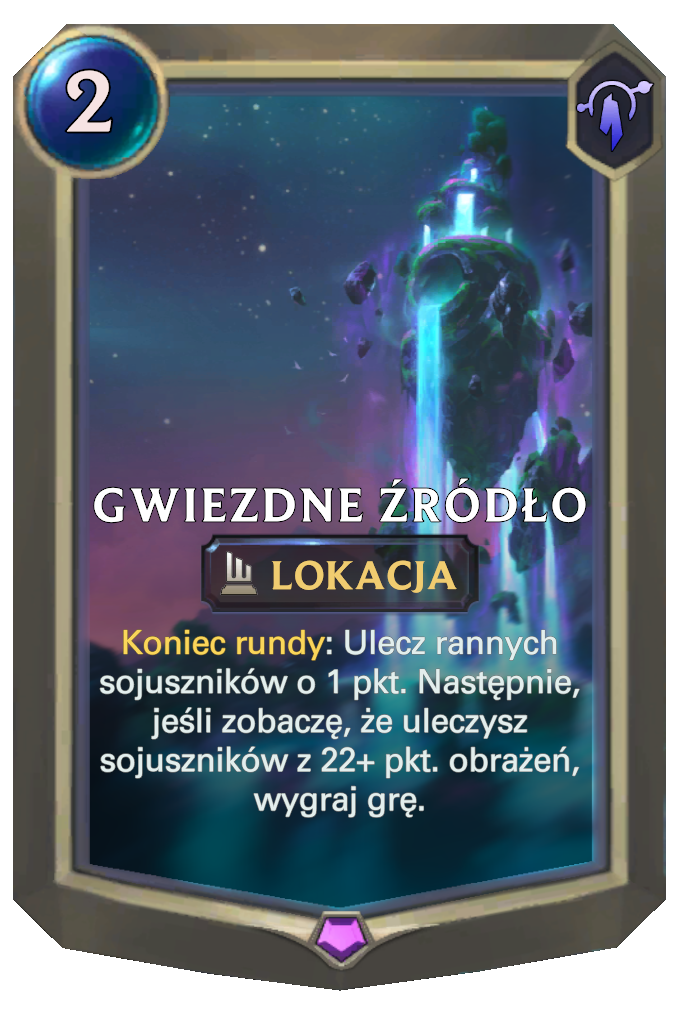 2
GWIEZDNE ŹRÓDŁO
LOKACJA
Koniec rundy: Ulecz rannych
sojuszników o 1 pkt. Następnie,
jeśli zobaczę, że uleczysz
sojuszników z 22+ pkt. obrażeń,
wygraj grę.